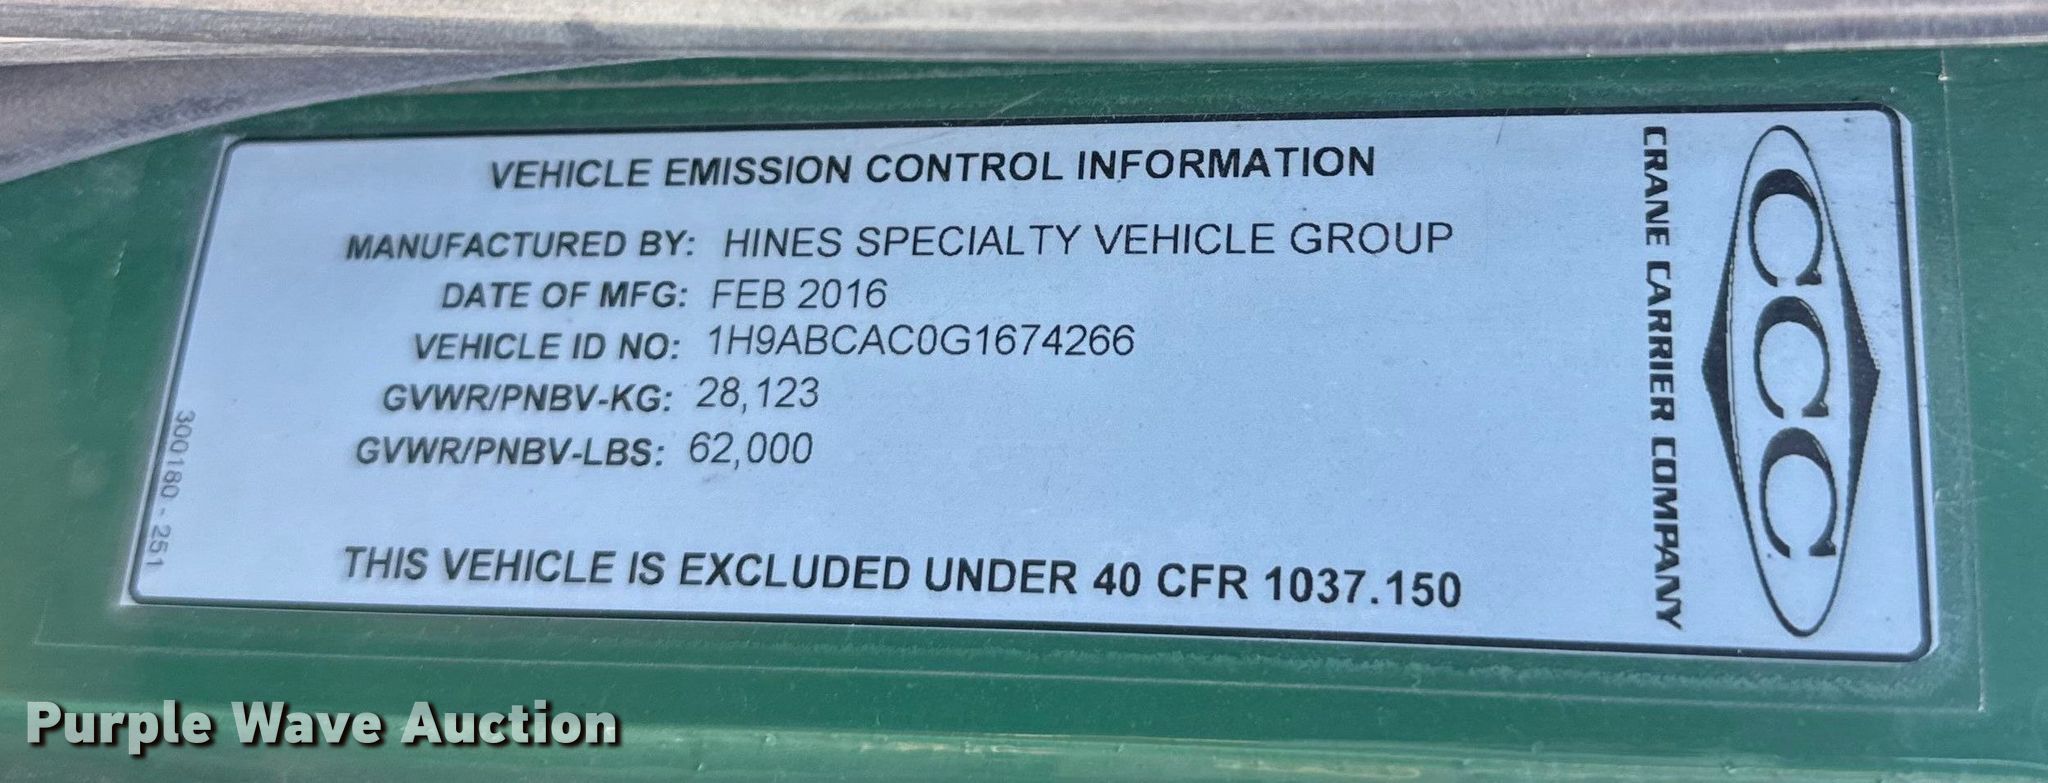 VEHICLE EMISSION CONTROL INFORMATION
MANUFACTURED BY: HINES SPECIALTY VEHICLE GROUP
DATE OF MFG: FEB 2016
VEHICLE ID NO: 1H9ABCAC0G1674266
GVWR/PNBV-KG: 28,123
GVWR/PNBV-LBS: 62,000
THIS VEHICLE IS EXCLUDED UNDER 40 CFR 1037.150
300180 - 251
CRANE CARRIER COMPANY
CCC
Purple Wave Auction